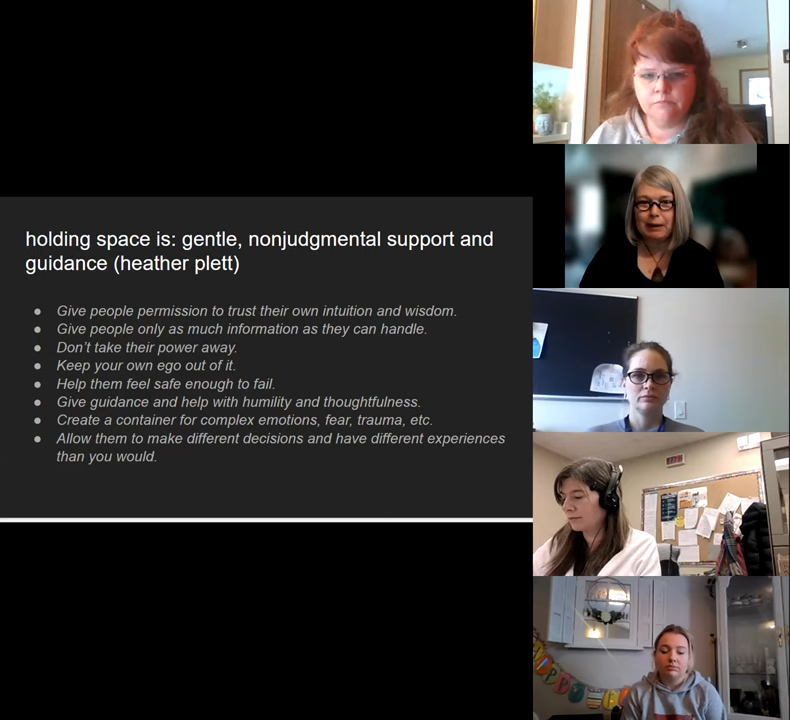 holding space is: gentle, nonjudgmental support and
guidance (heather plett)
● Give people permission to trust their own intuition and wisdom.
● Give people only as much information as they can handle.
● Don't take their power away.
● Keep your own ego out of it.
● Help them feel safe enough to fail.
● Give guidance and help with humility and thoughtfulness.
● Create a container for complex emotions, fear, trauma, etc.
● Allow them to make different decisions and have different experiences
than you would.